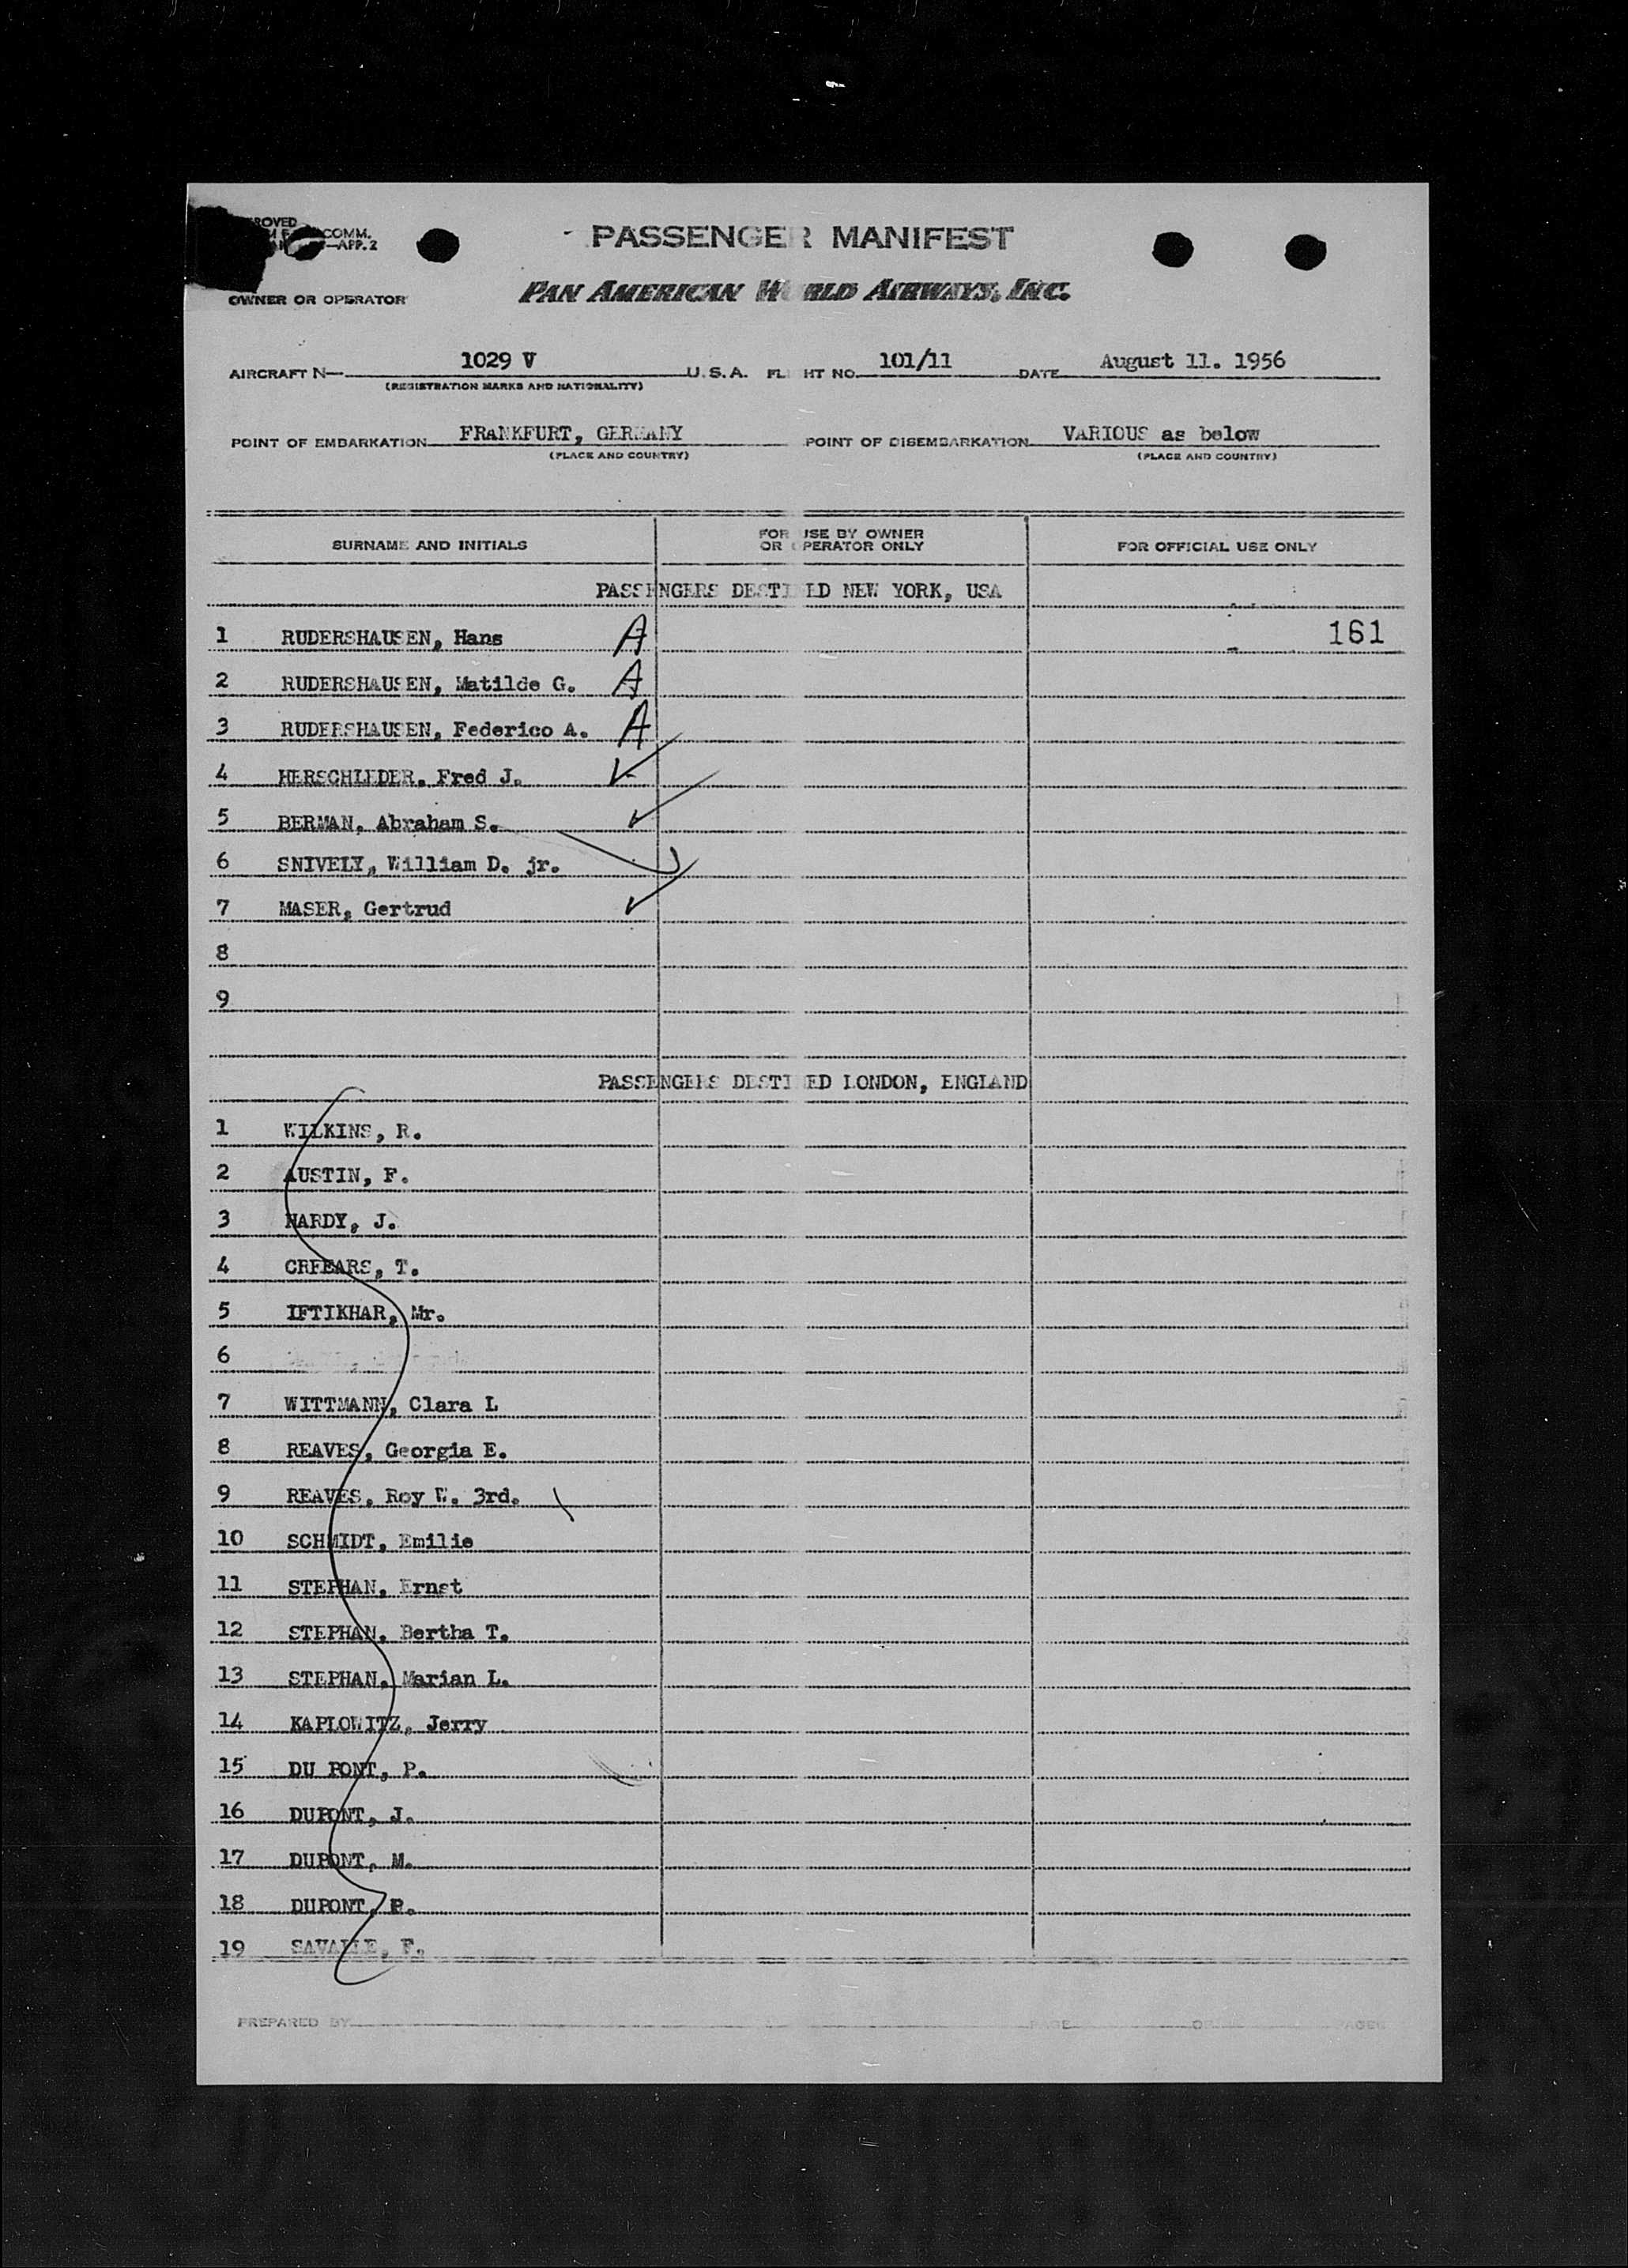 COMM.
—APP. 2
PASSENGER MANIFEST
OWNER OR OPERATOR PAN AMERICAN WORLD AIRWAYS, INC.
AIRCRAFT N— 1029 V U.S.A. FLIGHT NO. 101/11 DATE August 11. 1956
(REGISTRATION MARKS AND NATIONALITY)
POINT OF EMBARKATION FRANKFURT, GERMANY POINT OF DISEMBARKATION VARIOUS as below
(PLACE AND COUNTRY) (PLACE AND COUNTRY)
SURNAME AND INITIALS FOR USE BY OWNER OR OPERATOR ONLY FOR OFFICIAL USE ONLY
PASSENGERS DESTINED NEW YORK, USA
1 RUDERSHAUSEN, Hans A 161
2 RUDERSHAUSEN, Matilde G. A
3 RUDERSHAUSEN, Federico A. A
4 HERSCHLEDER. Fred J.
5 BERMAN, Abraham S.
6 SNIVELY, William D. jr.
7 MASER, Gertrud
8
9
PASSENGERS DESTINED LONDON, ENGLAND
1 WILKINS, R.
2 AUSTIN, F.
3 HARDY, J.
4 T.
5 IFTIKHAR, Mr.
6
7 WITTMANN, Clara L
8 REAVES, Georgia E.
9 REAVES. Roy W. 3rd.
10 SCHMIDT, Emilie
11 STEPHAN. Ernst
12 STEPHAN. Bertha T.
13 STEPHAN. Marian L.
14 KAPLOWITZ, Jerry
15 DU PONT, P.
16 DUPONT, J.
17 DUPONT, M.
18 DUPONT, P.
19 SAVALLE, F.
PREPARED BY PAGE OF PAGES